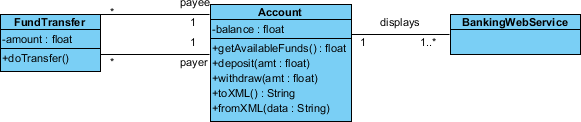 FundTransfer
-amount : float
+doTransfer()
*
payee
1
1
*
payer
Account
-balance : float
+getAvailableFunds() : float
+deposit(amt : float)
+withdraw(amt : float)
+toXML() : String
+fromXML(data : String)
displays
1
1..*
BankingWebService